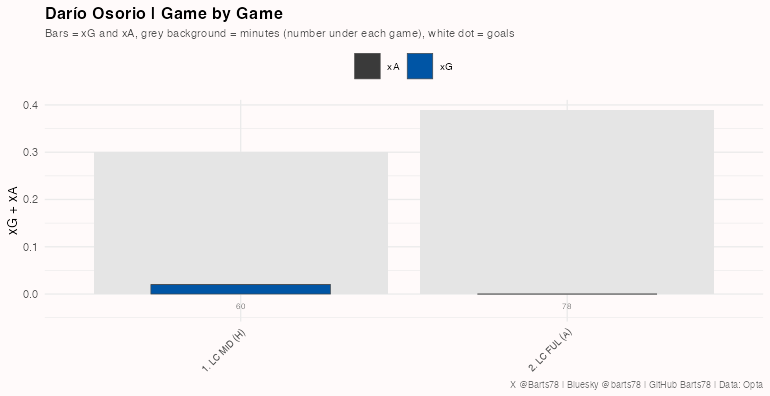 Darío Osorio | Game by Game
Bars = xG and xA, grey background = minutes (number under each game), white dot = goals
xA xG
xG + xA
0.4
0.3
0.2
0.1
0.0
60 78
1. LC MID (H) 2. LC FUL (A)
X @Barts78 | Bluesky @barts78 | GitHub Barts78 | Data: Opta